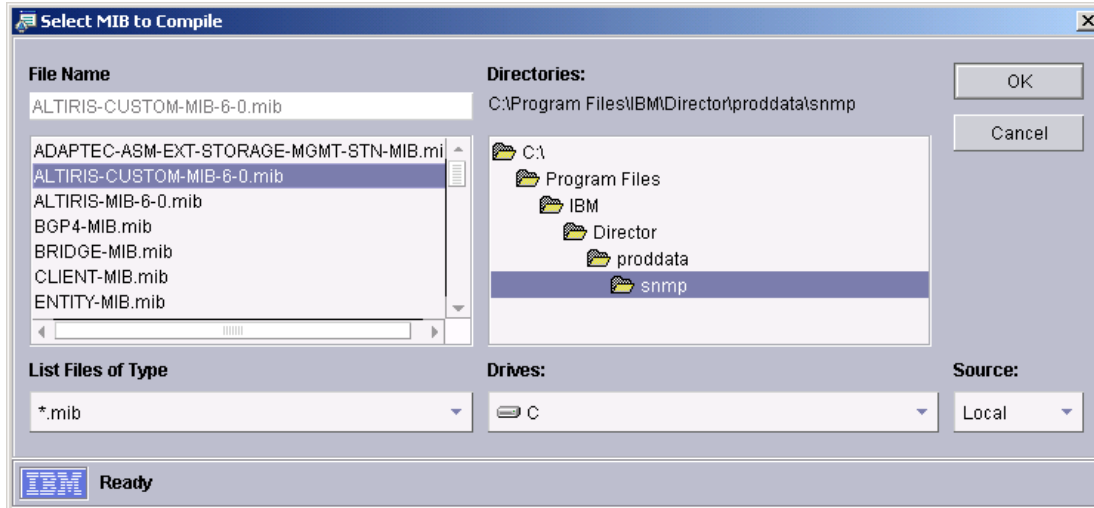 Select MIB to Compile
File Name
ALTIRIS-CUSTOM-MIB-6-0.mib
ADAPTEC-ASM-EXT-STORAGE-MGMT-STN-MIB.mi
ALTIRIS-CUSTOM-MIB-6-0.mib
ALTIRIS-MIB-6-0.mib
BGP4-MIB.mib
BRIDGE-MIB.mib
CLIENT-MIB.mib
ENTITY-MIB.mib
List Files of Type
*.mib
Directories:
C:\Program Files\IBM\Director\proddata\snmp
C:\
Program Files
IBM
Director
proddata
snmp
Drives:
C
OK
Cancel
Source:
Local
IBM
Ready